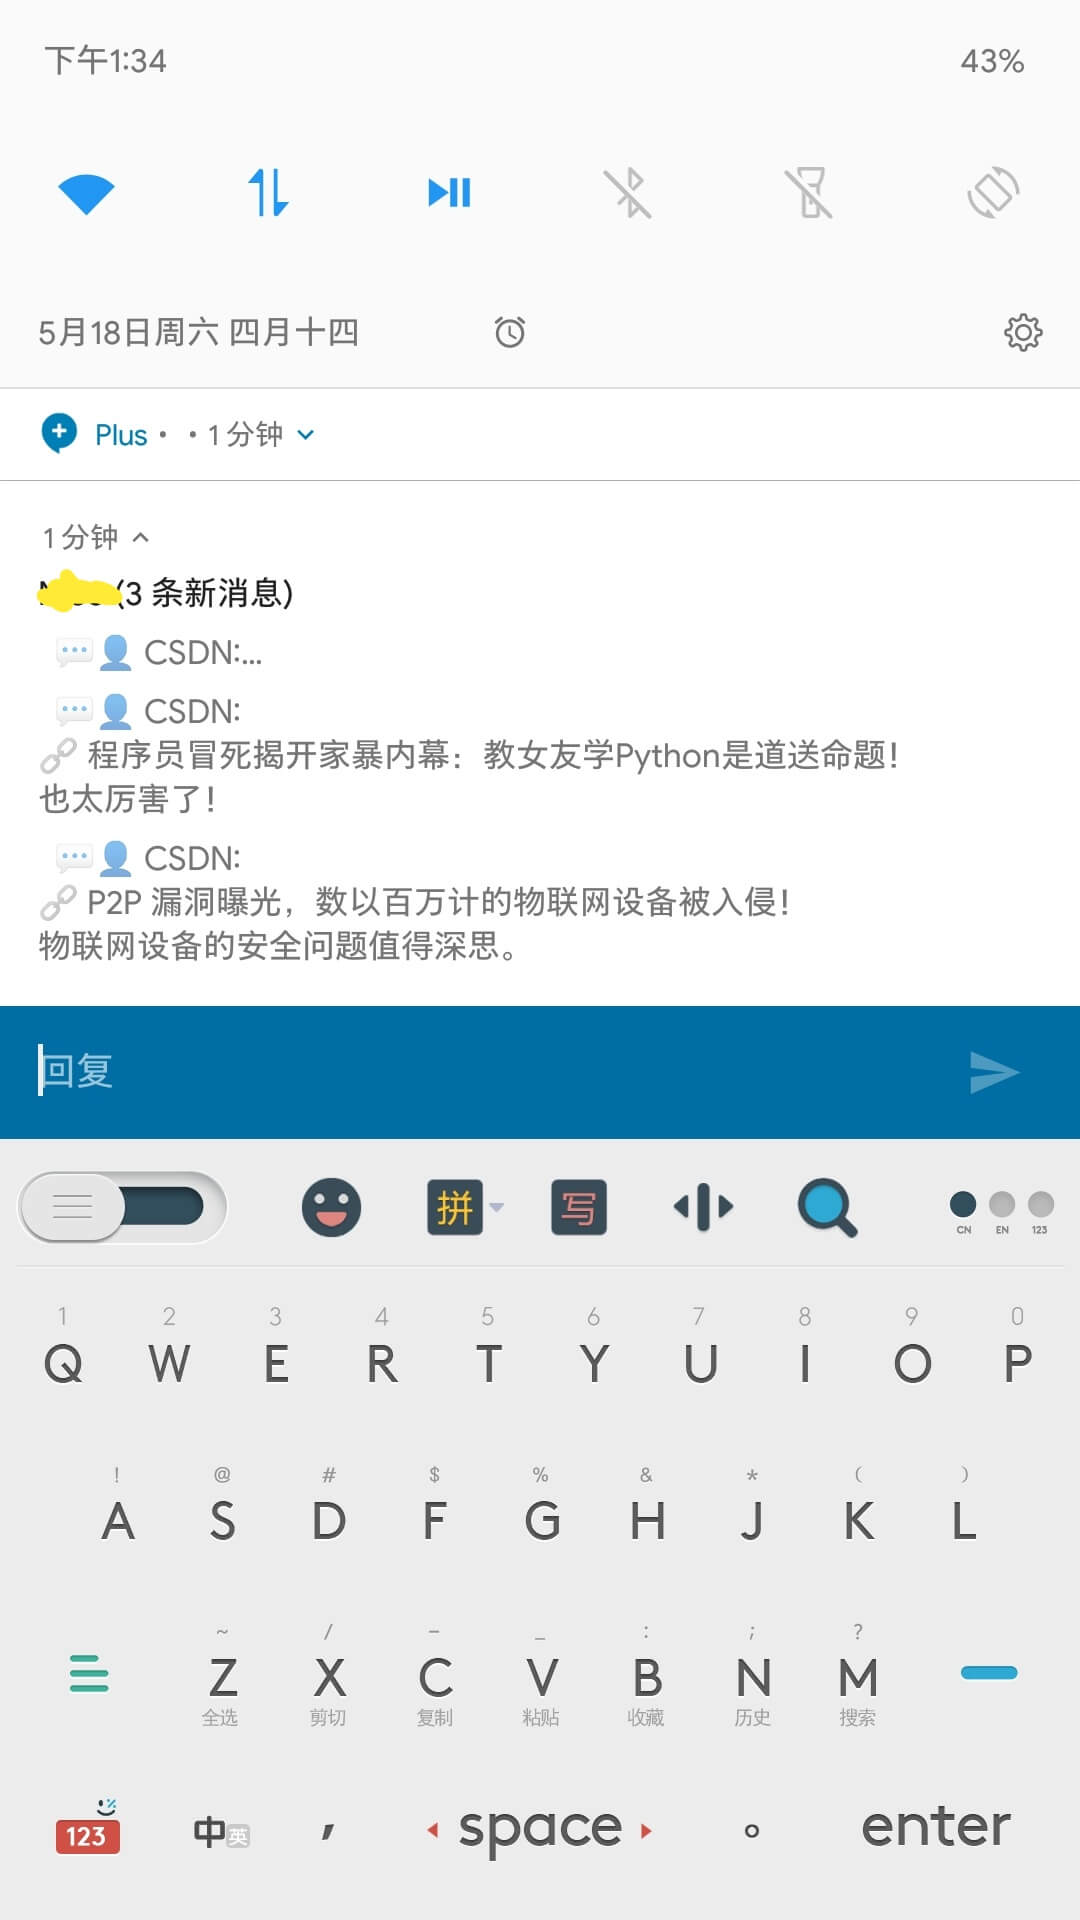 下午1:34
43%
5月18日周六 四月十四
Plus · · 1 分钟
1 分钟
(3 条新消息)
CSDN:...
CSDN:
程序员冒死揭开家暴内幕：教女友学Python是道送命题！
也太厉害了！
CSDN:
P2P 漏洞曝光，数以百万计的物联网设备被入侵！
物联网设备的安全问题值得深思。
回复
拼 写 CN EN 123
1 2 3 4 5 6 7 8 9 0
Q W E R T Y U I O P
! @ # $ % & * ( )
A S D F G H J K L
~ / - _ : ; ?
Z X C V B N M
全选 剪切 复制 粘贴 收藏 历史 搜索
123 中英 , space 。 enter